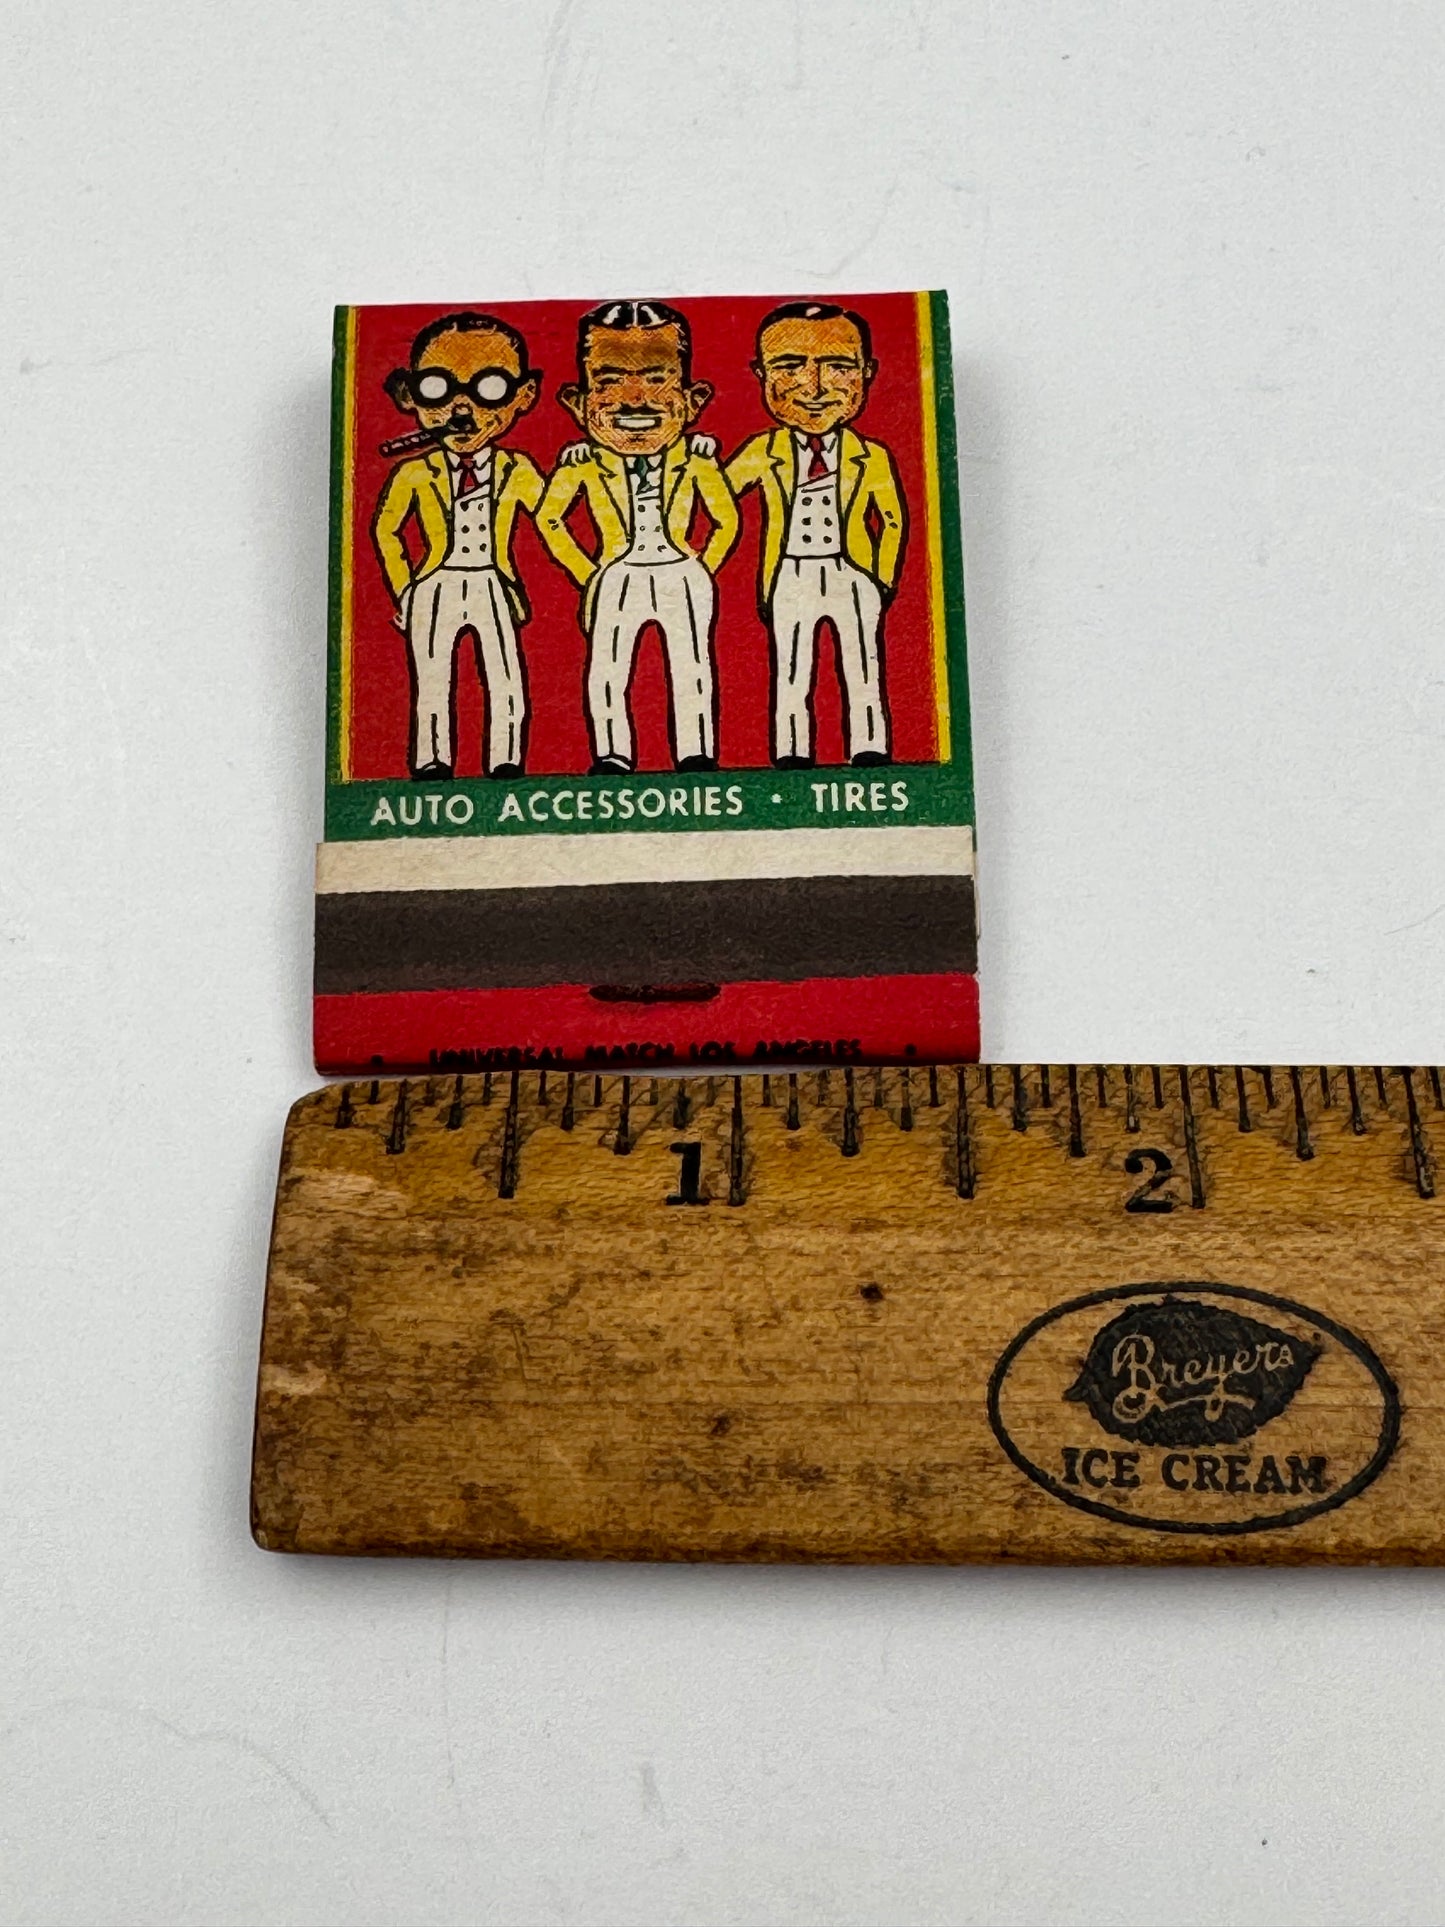 AUTO ACCESSORIES • TIRES
• UNIVERSAL MATCH LOS ANGELES •
1 2
Breyers
ICE CREAM